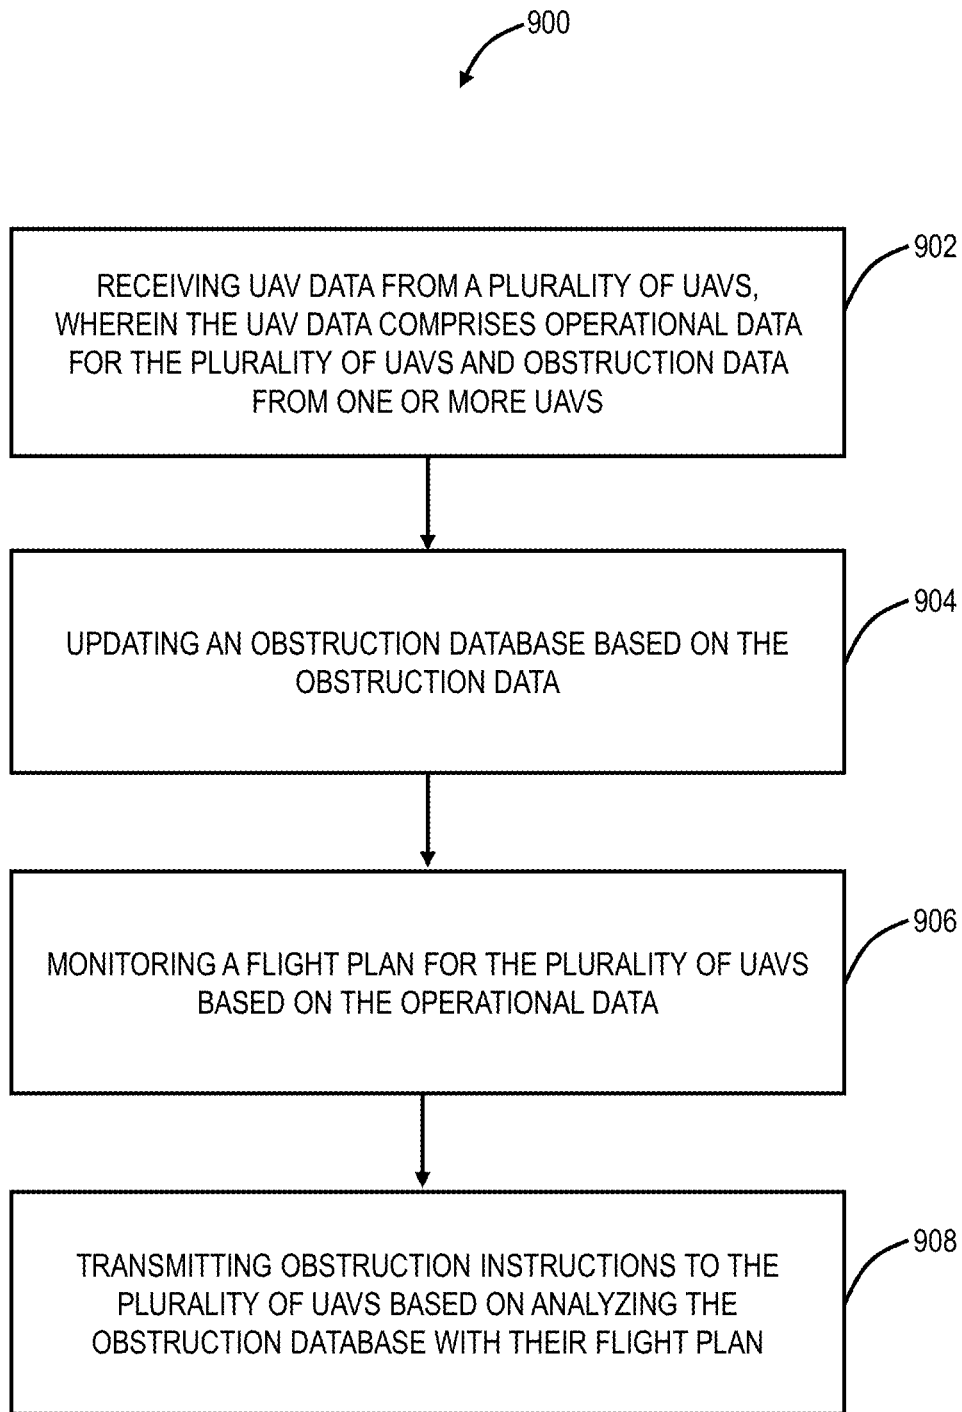 900
902
RECEIVING UAV DATA FROM A PLURALITY OF UAVS,
WHEREIN THE UAV DATA COMPRISES OPERATIONAL DATA
FOR THE PLURALITY OF UAVS AND OBSTRUCTION DATA
FROM ONE OR MORE UAVS
904
UPDATING AN OBSTRUCTION DATABASE BASED ON THE
OBSTRUCTION DATA
906
MONITORING A FLIGHT PLAN FOR THE PLURALITY OF UAVS
BASED ON THE OPERATIONAL DATA
908
TRANSMITTING OBSTRUCTION INSTRUCTIONS TO THE
PLURALITY OF UAVS BASED ON ANALYZING THE
OBSTRUCTION DATABASE WITH THEIR FLIGHT PLAN